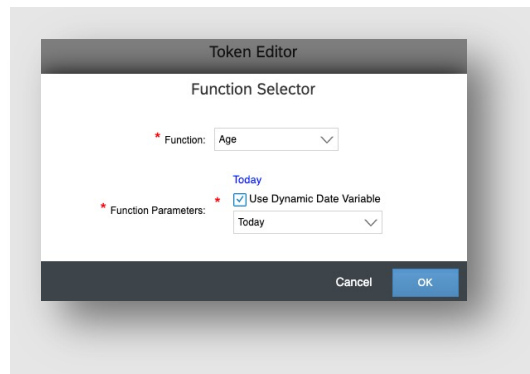 Token Editor
Function Selector
* Function: Age
Today
* Function Parameters: * Use Dynamic Date Variable
Today
Cancel OK